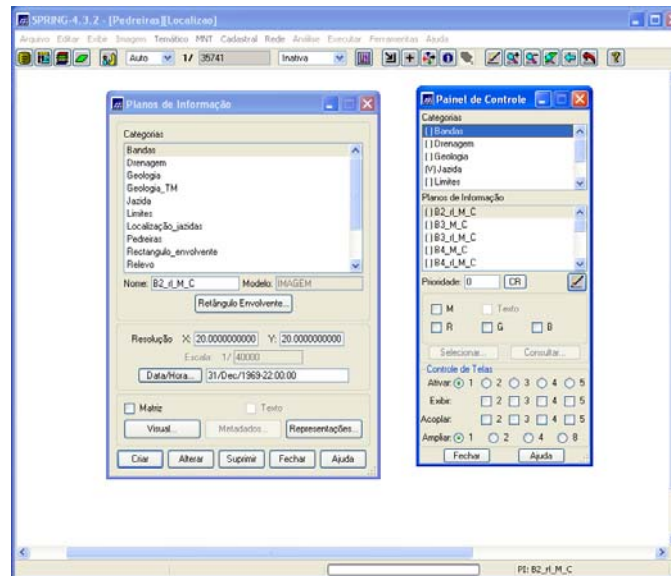 SPRING-4.3.2 - [Pedreiras][Localizao]
Arquivo Editar Exibe Imagem Temático MNT Cadastral Rede Análise Executar Ferramentas Ajuda
Auto 1/ 35741 Inativa
Planos de Informação
Categorias
Bandas
Drenagem
Geologia
Geologia_TM
Jazida
Limites
Localização_jazidas
Pedreiras
Rectangulo_envolvente
Relevo
Nome: B2_rl_M_C Modelo: IMAGEM
Retângulo Envolvente...
Resolução X: 20.0000000000 Y: 20.0000000000
Escala: 1/ 40000
Data/Hora... 31/Dec/1969-22:00:00
Matriz Texto
Visual... Metadados... Representações...
Criar Alterar Suprimir Fechar Ajuda
Painel de Controle
Categorias
( ) Bandas
( ) Drenagem
( ) Geologia
(V) Jazida
( ) Limites
Planos de Informação
( ) B2_rl_M_C
( ) B3_M_C
( ) B3_rl_M_C
( ) B4_M_C
( ) B4_rl_M_C
Prioridade: 0 CR
M Texto
R G B
Selecionar... Consultar...
Controle de Telas
Ativar: 1 2 3 4 5
Exibir: 2 3 4 5
Acoplar: 2 3 4 5
Ampliar: 1 2 4 8
Fechar Ajuda
PI: B2_rl_M_C